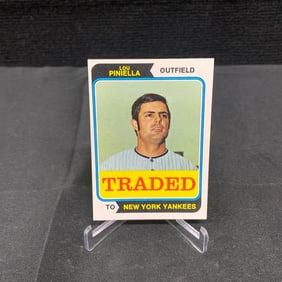 LOU
PINIELLA
OUTFIELD
TRADED
TO
NEW YORK YANKEES